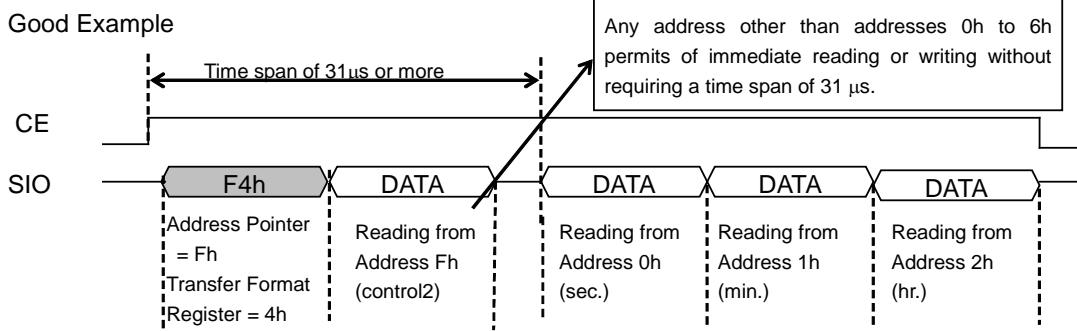 Good Example
Any address other than addresses 0h to 6h
permits of immediate reading or writing without
requiring a time span of 31 μs.
Time span of 31μs or more
CE
SIO
F4h
DATA
DATA
DATA
DATA
Address Pointer
= Fh
Transfer Format
Register = 4h
Reading from
Address Fh
(control2)
Reading from
Address 0h
(sec.)
Reading from
Address 1h
(min.)
Reading from
Address 2h
(hr.)